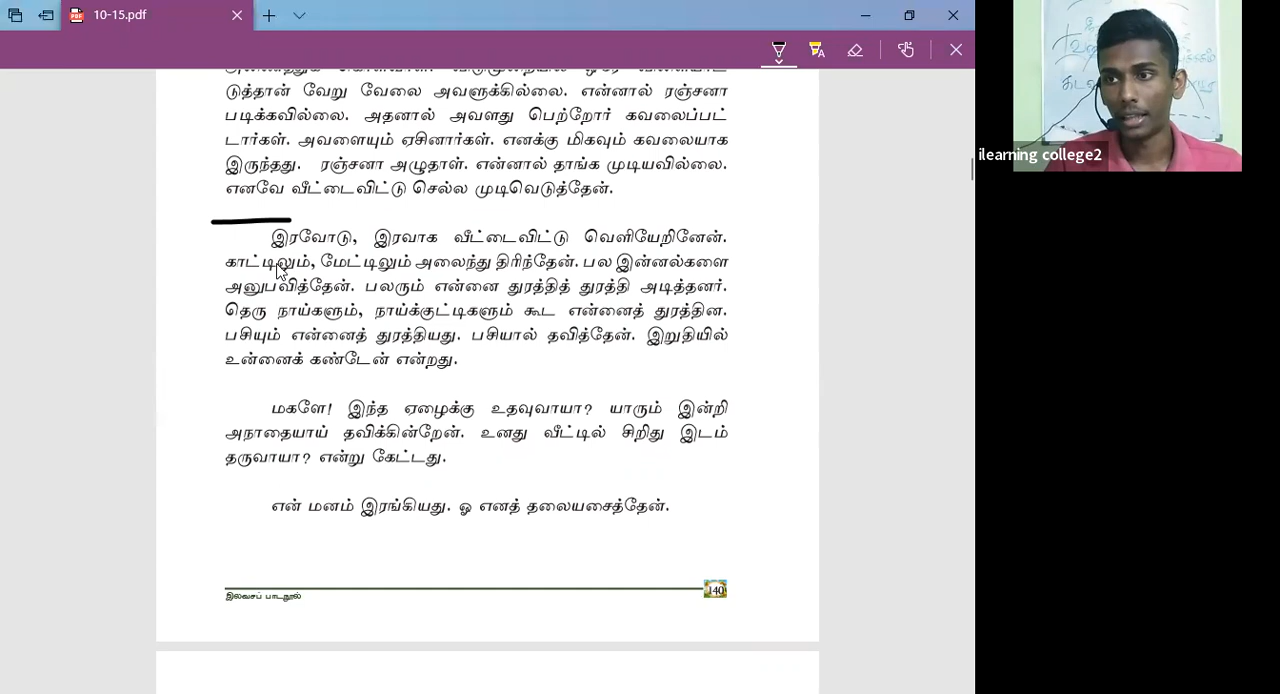 10-15.pdf
டுத்தான் வேறு வேலை அவளுக்கில்லை. என்னால் ரஞ்சனா
படிக்கவில்லை. அதனால் அவளது பெற்றோர் கவலைப்பட்
டார்கள். அவளையும் ஏசினார்கள். எனக்கு மிகவும் கவலையாக
இருந்தது. ரஞ்சனா அழுதாள். என்னால் தாங்க முடியவில்லை.
எனவே வீட்டைவிட்டு செல்ல முடிவெடுத்தேன்.
இரவோடு, இரவாக வீட்டைவிட்டு வெளியேறினேன்.
காட்டிலும், மேட்டிலும் அலைந்து திரிந்தேன். பல இன்னல்களை
அனுபவித்தேன். பலரும் என்னை துரத்தித் துரத்தி அடித்தனர்.
தெரு நாய்களும், நாய்க்குட்டிகளும் கூட என்னைத் துரத்தின.
பசியும் என்னைத் துரத்தியது. பசியால் தவித்தேன். இறுதியில்
உன்னைக் கண்டேன் என்றது.
மகளே! இந்த ஏழைக்கு உதவுவாயா? யாரும் இன்றி
அநாதையாய் தவிக்கின்றேன். உனது வீட்டில் சிறிது இடம்
தருவாயா? என்று கேட்டது.
என் மனம் இரங்கியது. ஓ எனத் தலையசைத்தேன்.
இலவசப் பாடநூல்
140
ilearning college2